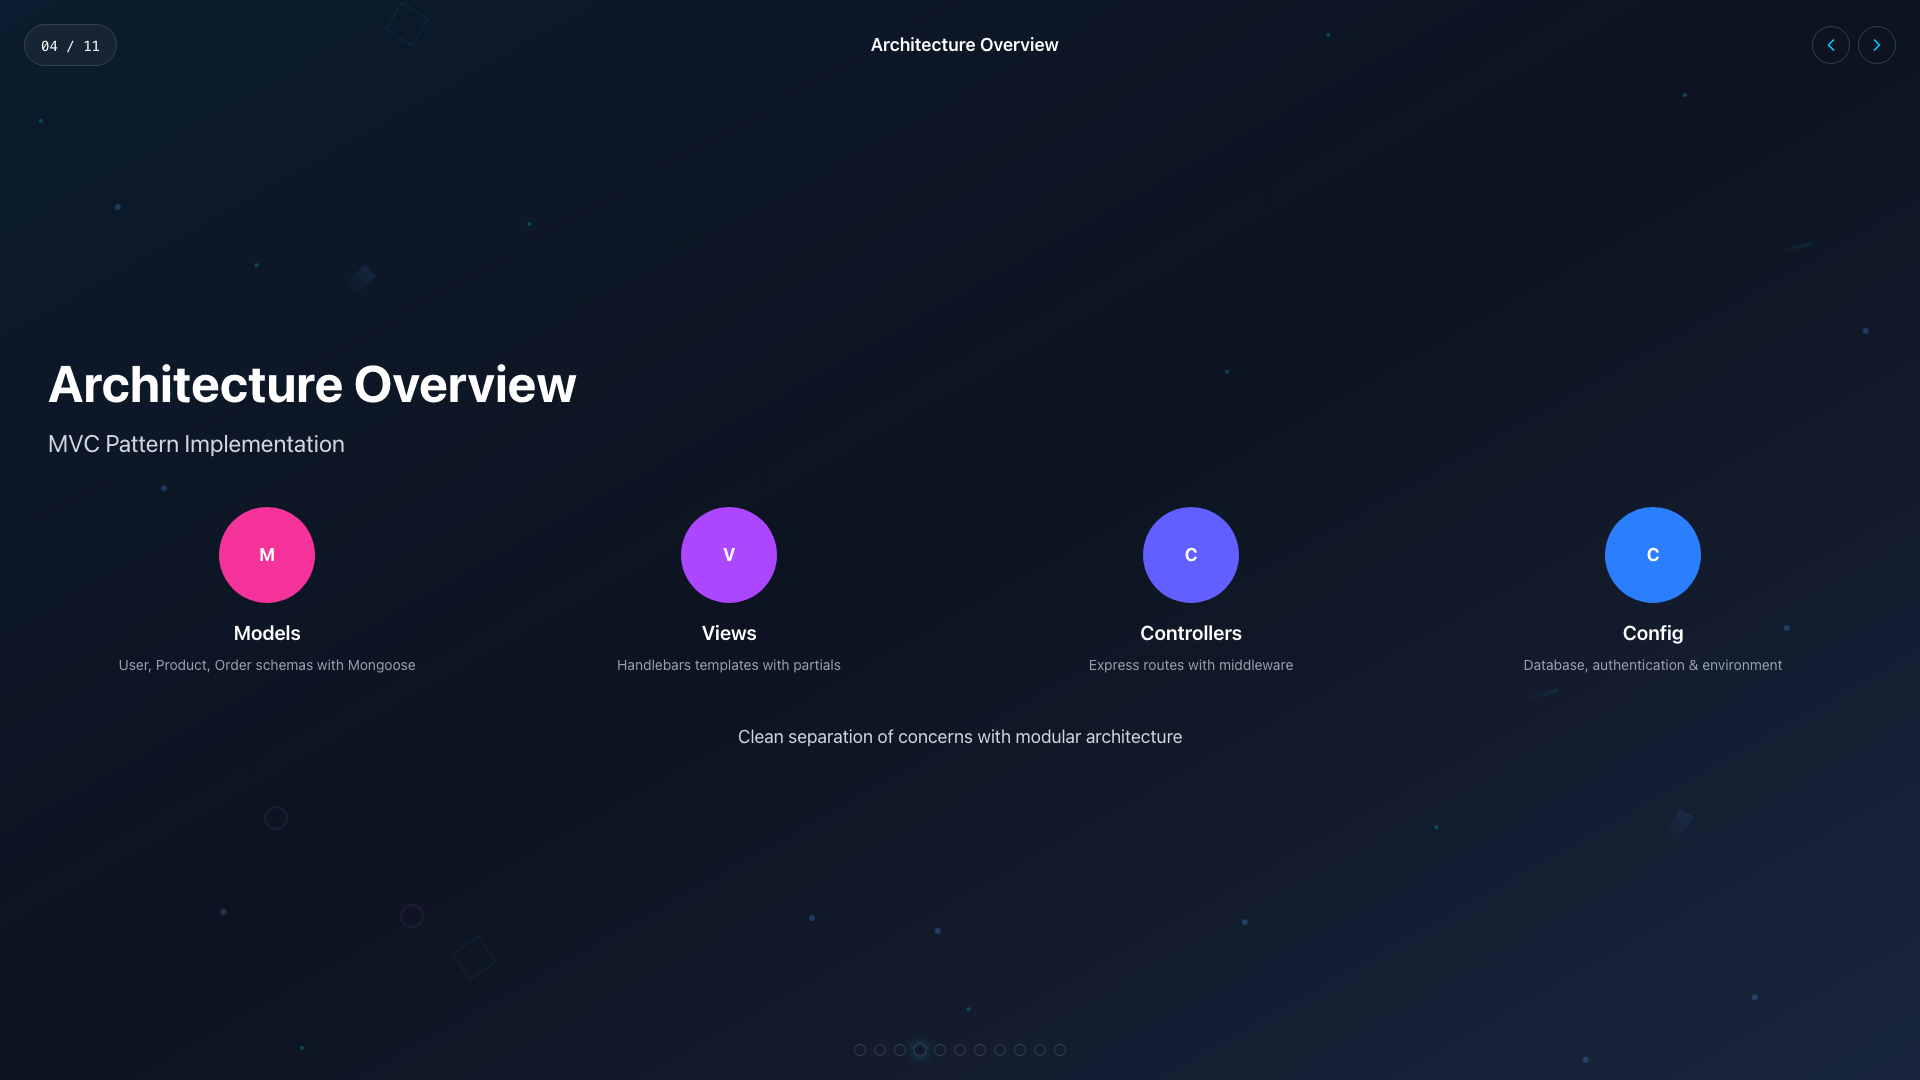 04 / 11
Architecture Overview
Architecture Overview
MVC Pattern Implementation
M
Models
User, Product, Order schemas with Mongoose
V
Views
Handlebars templates with partials
C
Controllers
Express routes with middleware
C
Config
Database, authentication & environment
Clean separation of concerns with modular architecture